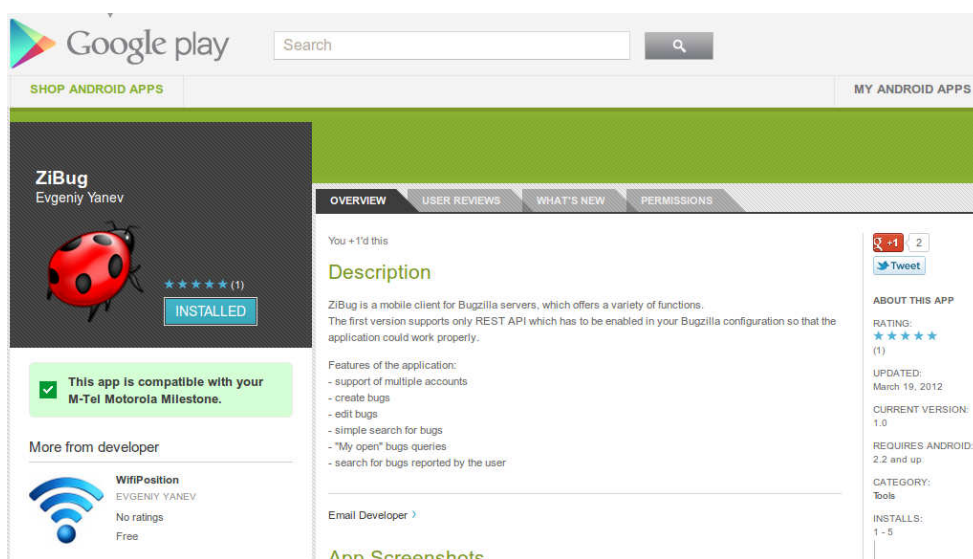 Google play
Search
SHOP ANDROID APPS
MY ANDROID APPS
ZiBug
Evgeniy Yanev
(1)
INSTALLED
This app is compatible with your
M-Tel Motorola Milestone.
More from developer
WifiPosition
EVGENIY YANEV
No ratings
Free
OVERVIEW
USER REVIEWS
WHAT'S NEW
PERMISSIONS
You +1'd this
Description
ZiBug is a mobile client for Bugzilla servers, which offers a variety of functions.
The first version supports only REST API which has to be enabled in your Bugzilla configuration so that the
application could work properly.
Features of the application:
- support of multiple accounts
- create bugs
- edit bugs
- simple search for bugs
- "My open" bugs queries
- search for bugs reported by the user
Email Developer ›
App Screenshots
g +1 2
Tweet
ABOUT THIS APP
RATING:
(1)
UPDATED:
March 19, 2012
CURRENT VERSION:
1.0
REQUIRES ANDROID:
2.2 and up
CATEGORY:
Tools
INSTALLS:
1 - 5